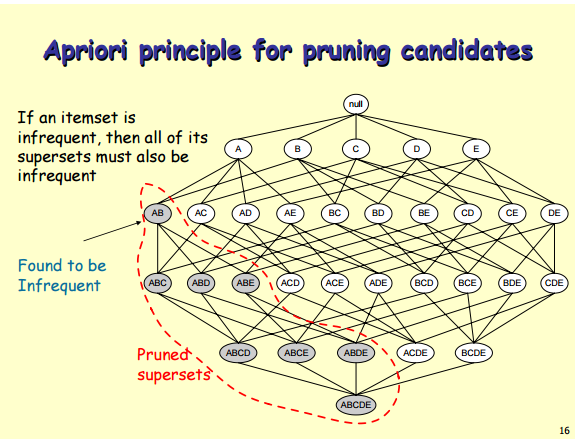 Apriori principle for pruning candidates
If an itemset is
infrequent, then all of its
supersets must also be
infrequent
null
A B C D E
AB AC AD AE BC BD BE CD CE DE
Found to be
Infrequent
ABC ABD ABE ACD ACE ADE BCD BCE BDE CDE
Pruned
supersets
ABCD ABCE ABDE ACDE BCDE
ABCDE
16